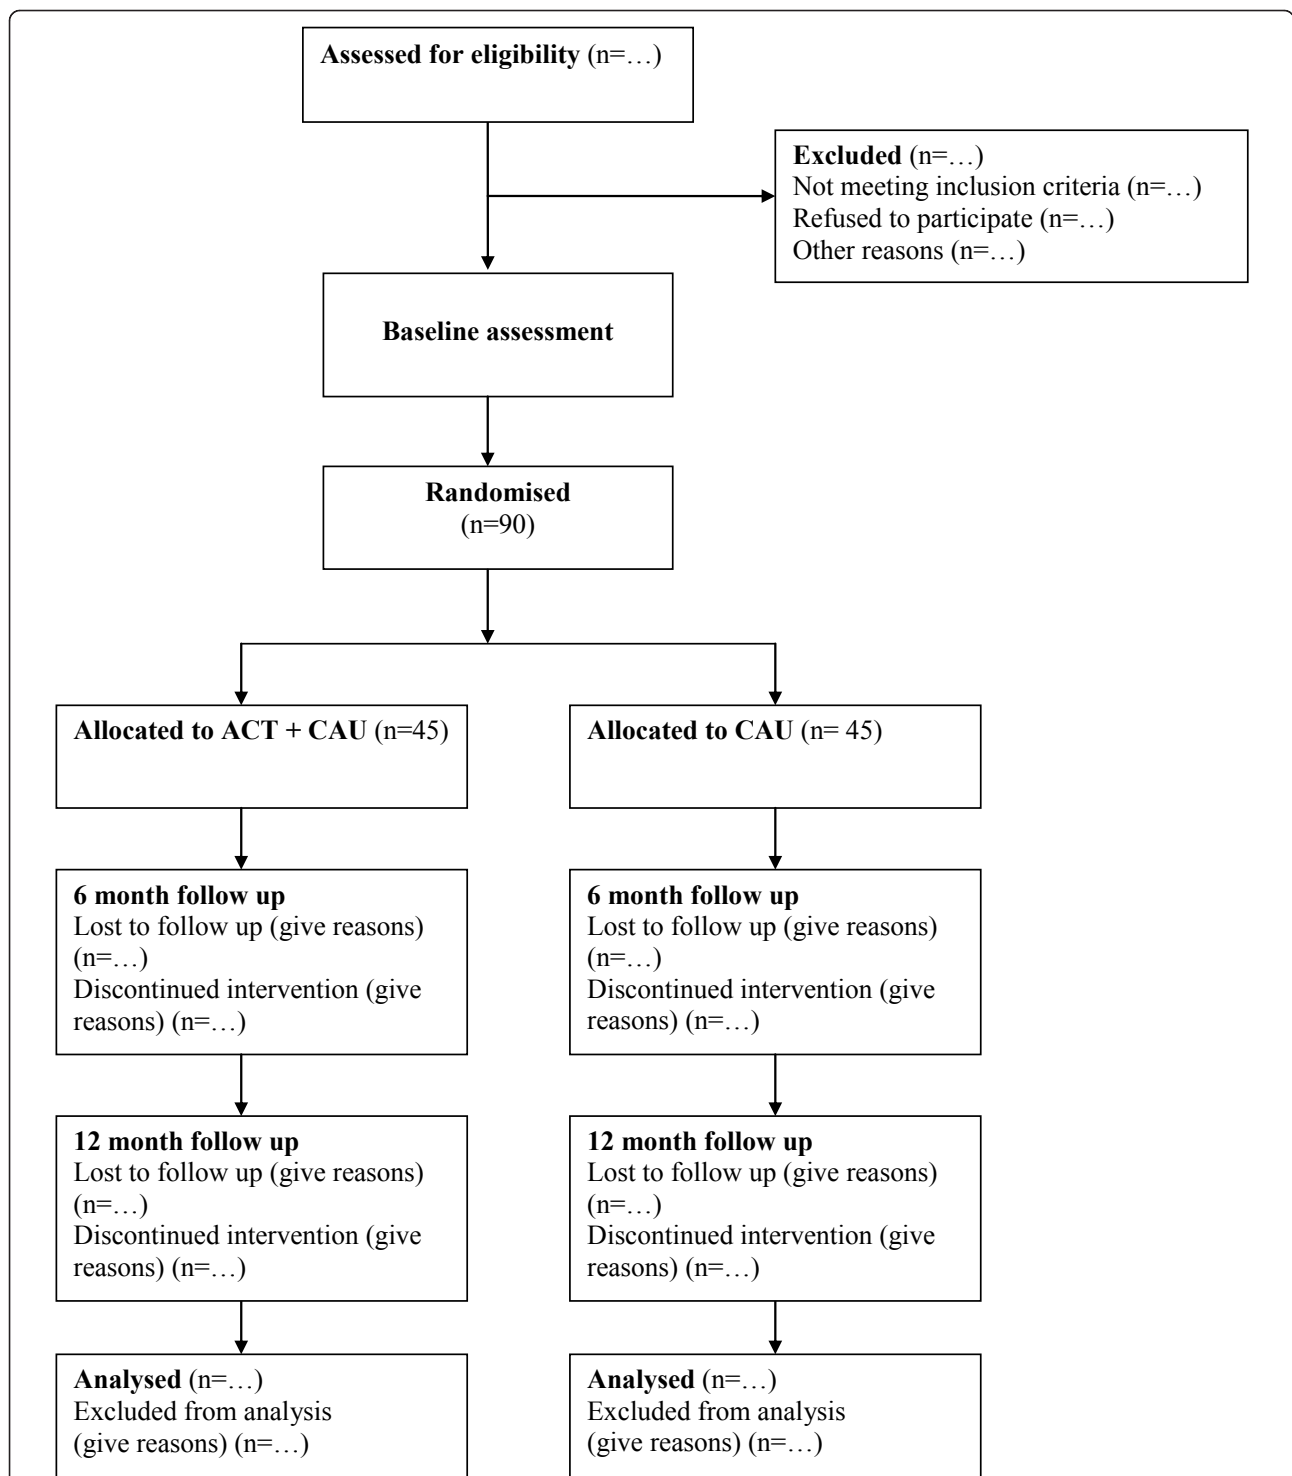 Assessed for eligibility (n=…)
Excluded (n=…)
Not meeting inclusion criteria (n=…)
Refused to participate (n=…)
Other reasons (n=…)
Baseline assessment
Randomised
(n=90)
Allocated to ACT + CAU (n=45)
Allocated to CAU (n= 45)
6 month follow up
Lost to follow up (give reasons)
(n=…)
Discontinued intervention (give
reasons) (n=…)
6 month follow up
Lost to follow up (give reasons)
(n=…)
Discontinued intervention (give
reasons) (n=…)
12 month follow up
Lost to follow up (give reasons)
(n=…)
Discontinued intervention (give
reasons) (n=…)
12 month follow up
Lost to follow up (give reasons)
(n=…)
Discontinued intervention (give
reasons) (n=…)
Analysed (n=…)
Excluded from analysis
(give reasons) (n=…)
Analysed (n=…)
Excluded from analysis
(give reasons) (n=…)